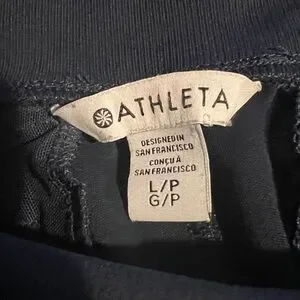 ATHLETA
DESIGNED IN
SAN FRANCISCO
CONÇU À
SAN FRANCISCO
L/P
G/P